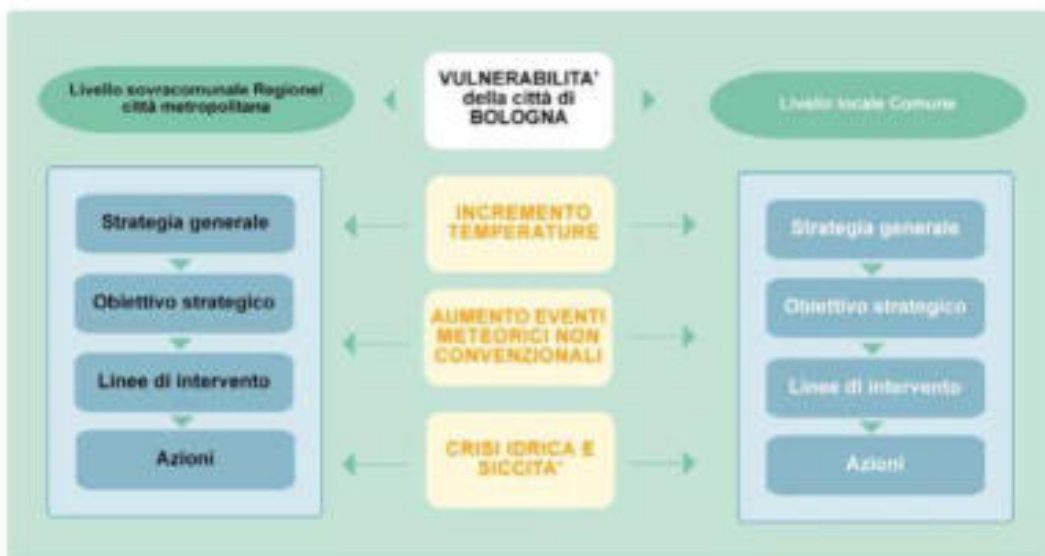 Livello sovracomunale Regione/
città metropolitana
VULNERABILITA'
della città di
BOLOGNA
Livello locale Comune
Strategia generale
Obiettivo strategico
Linee di intervento
Azioni
INCREMENTO
TEMPERATURE
AUMENTO EVENTI
METEORICI NON
CONVENZIONALI
CRISI IDRICA E
SICCITA'
Strategia generale
Obiettivo strategico
Linee di intervento
Azioni